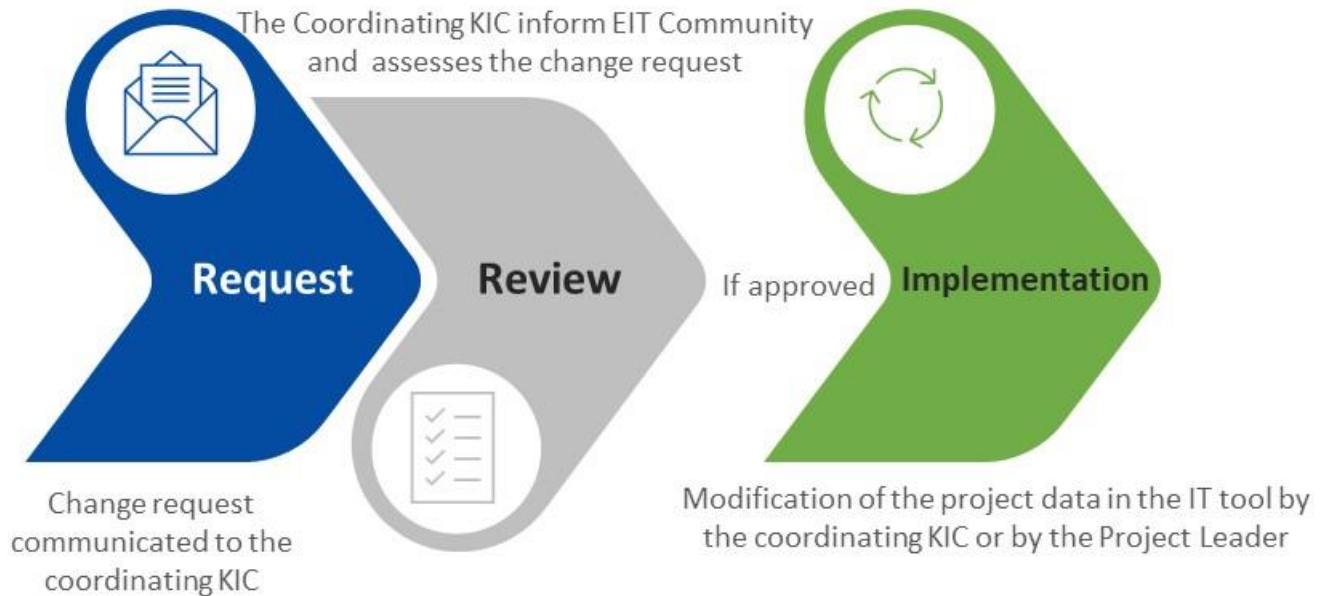 The Coordinating KIC inform EIT Community
and assesses the change request
Request
Review
If approved
Implementation
Change request
communicated to the
coordinating KIC
Modification of the project data in the IT tool by
the coordinating KIC or by the Project Leader